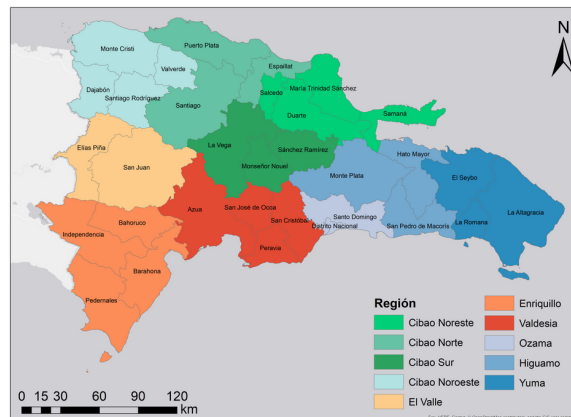 N
Puerto Plata
Monte Cristi
Espaillat
Valverde
María Trinidad Sánchez
Dajabón
Salcedo
Santiago Rodríguez
Santiago
Duarte
Samaná
Elías Piña
La Vega
Sánchez Ramírez
Hato Mayor
San Juan
Monseñor Nouel
Monte Plata
El Seybo
Azua
San José de Ocoa
La Altagracia
Bahoruco
San Cristóbal
Santo Domingo
Independencia
Distrito Nacional
San Pedro de Macorís
La Romana
Peravia
Barahona
Pedernales
Región
Cibao Noreste
Cibao Norte
Cibao Sur
Cibao Noroeste
El Valle
Enriquillo
Valdesia
Ozama
Higuamo
Yuma
0 15 30 60 90 120
km